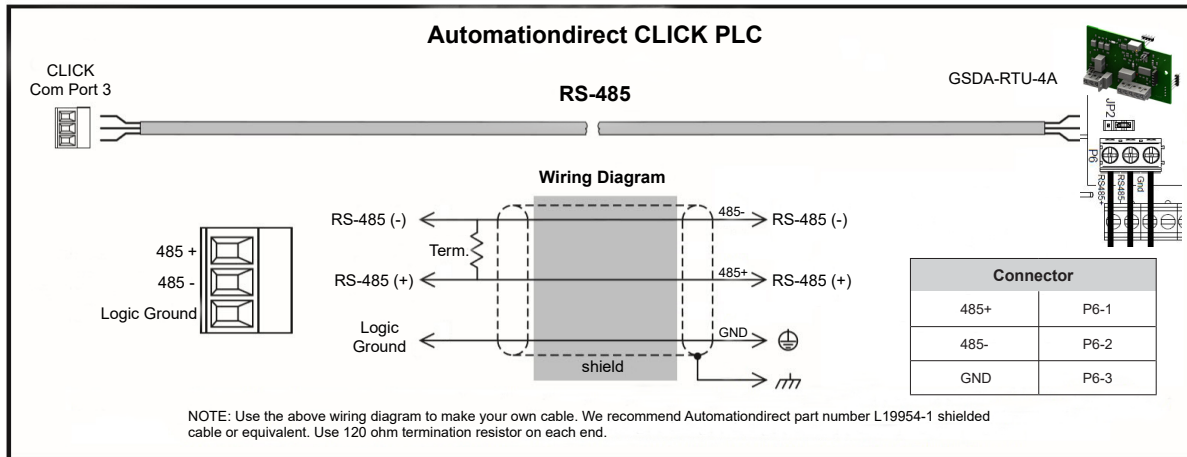 Automationdirect CLICK PLC
CLICK
Com Port 3
RS-485
GSDA-RTU-4A
JP2
P6
RS485+
RS485-
Gnd
Wiring Diagram
485 +
485 -
Logic Ground
RS-485 (-)
485-
RS-485 (-)
Term.
RS-485 (+)
485+
RS-485 (+)
Logic
Ground
GND
shield
Connector
485+ P6-1
485- P6-2
GND P6-3
NOTE: Use the above wiring diagram to make your own cable. We recommend Automationdirect part number L19954-1 shielded
cable or equivalent. Use 120 ohm termination resistor on each end.